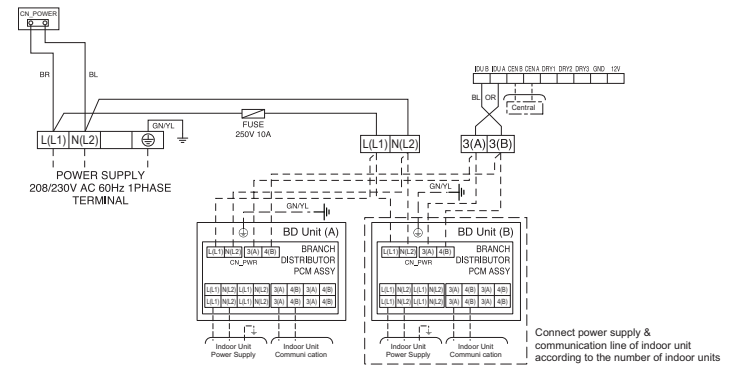 CN_POWER
BR
BL
IDU B IDU A CEN B CEN A DRY1 DRY2 DRY3 GND 12V
BL OR
Central
GN/YL
FUSE
250V 10A
L(L1) N(L2)
L(L1) N(L2)
3(A) 3(B)
POWER SUPPLY
208/230V AC 60Hz 1PHASE
TERMINAL
GN/YL
GN/YL
BD Unit (A)
BRANCH
DISTRIBUTOR
PCM ASSY
L(L1) N(L2) 3(A) 4(B)
CN_PWR
L(L1) N(L2) L(L1) N(L2) 3(A) 4(B) 3(A) 4(B)
L(L1) N(L2) L(L1) N(L2) 3(A) 4(B) 3(A) 4(B)
Indoor Unit
Power Supply
Indoor Unit
Communi cation
BD Unit (B)
BRANCH
DISTRIBUTOR
PCM ASSY
L(L1) N(L2) 3(A) 4(B)
CN_PWR
L(L1) N(L2) L(L1) N(L2) 3(A) 4(B) 3(A) 4(B)
L(L1) N(L2) L(L1) N(L2) 3(A) 4(B) 3(A) 4(B)
Indoor Unit
Power Supply
Indoor Unit
Communi cation
Connect power supply &
communication line of indoor unit
according to the number of indoor units